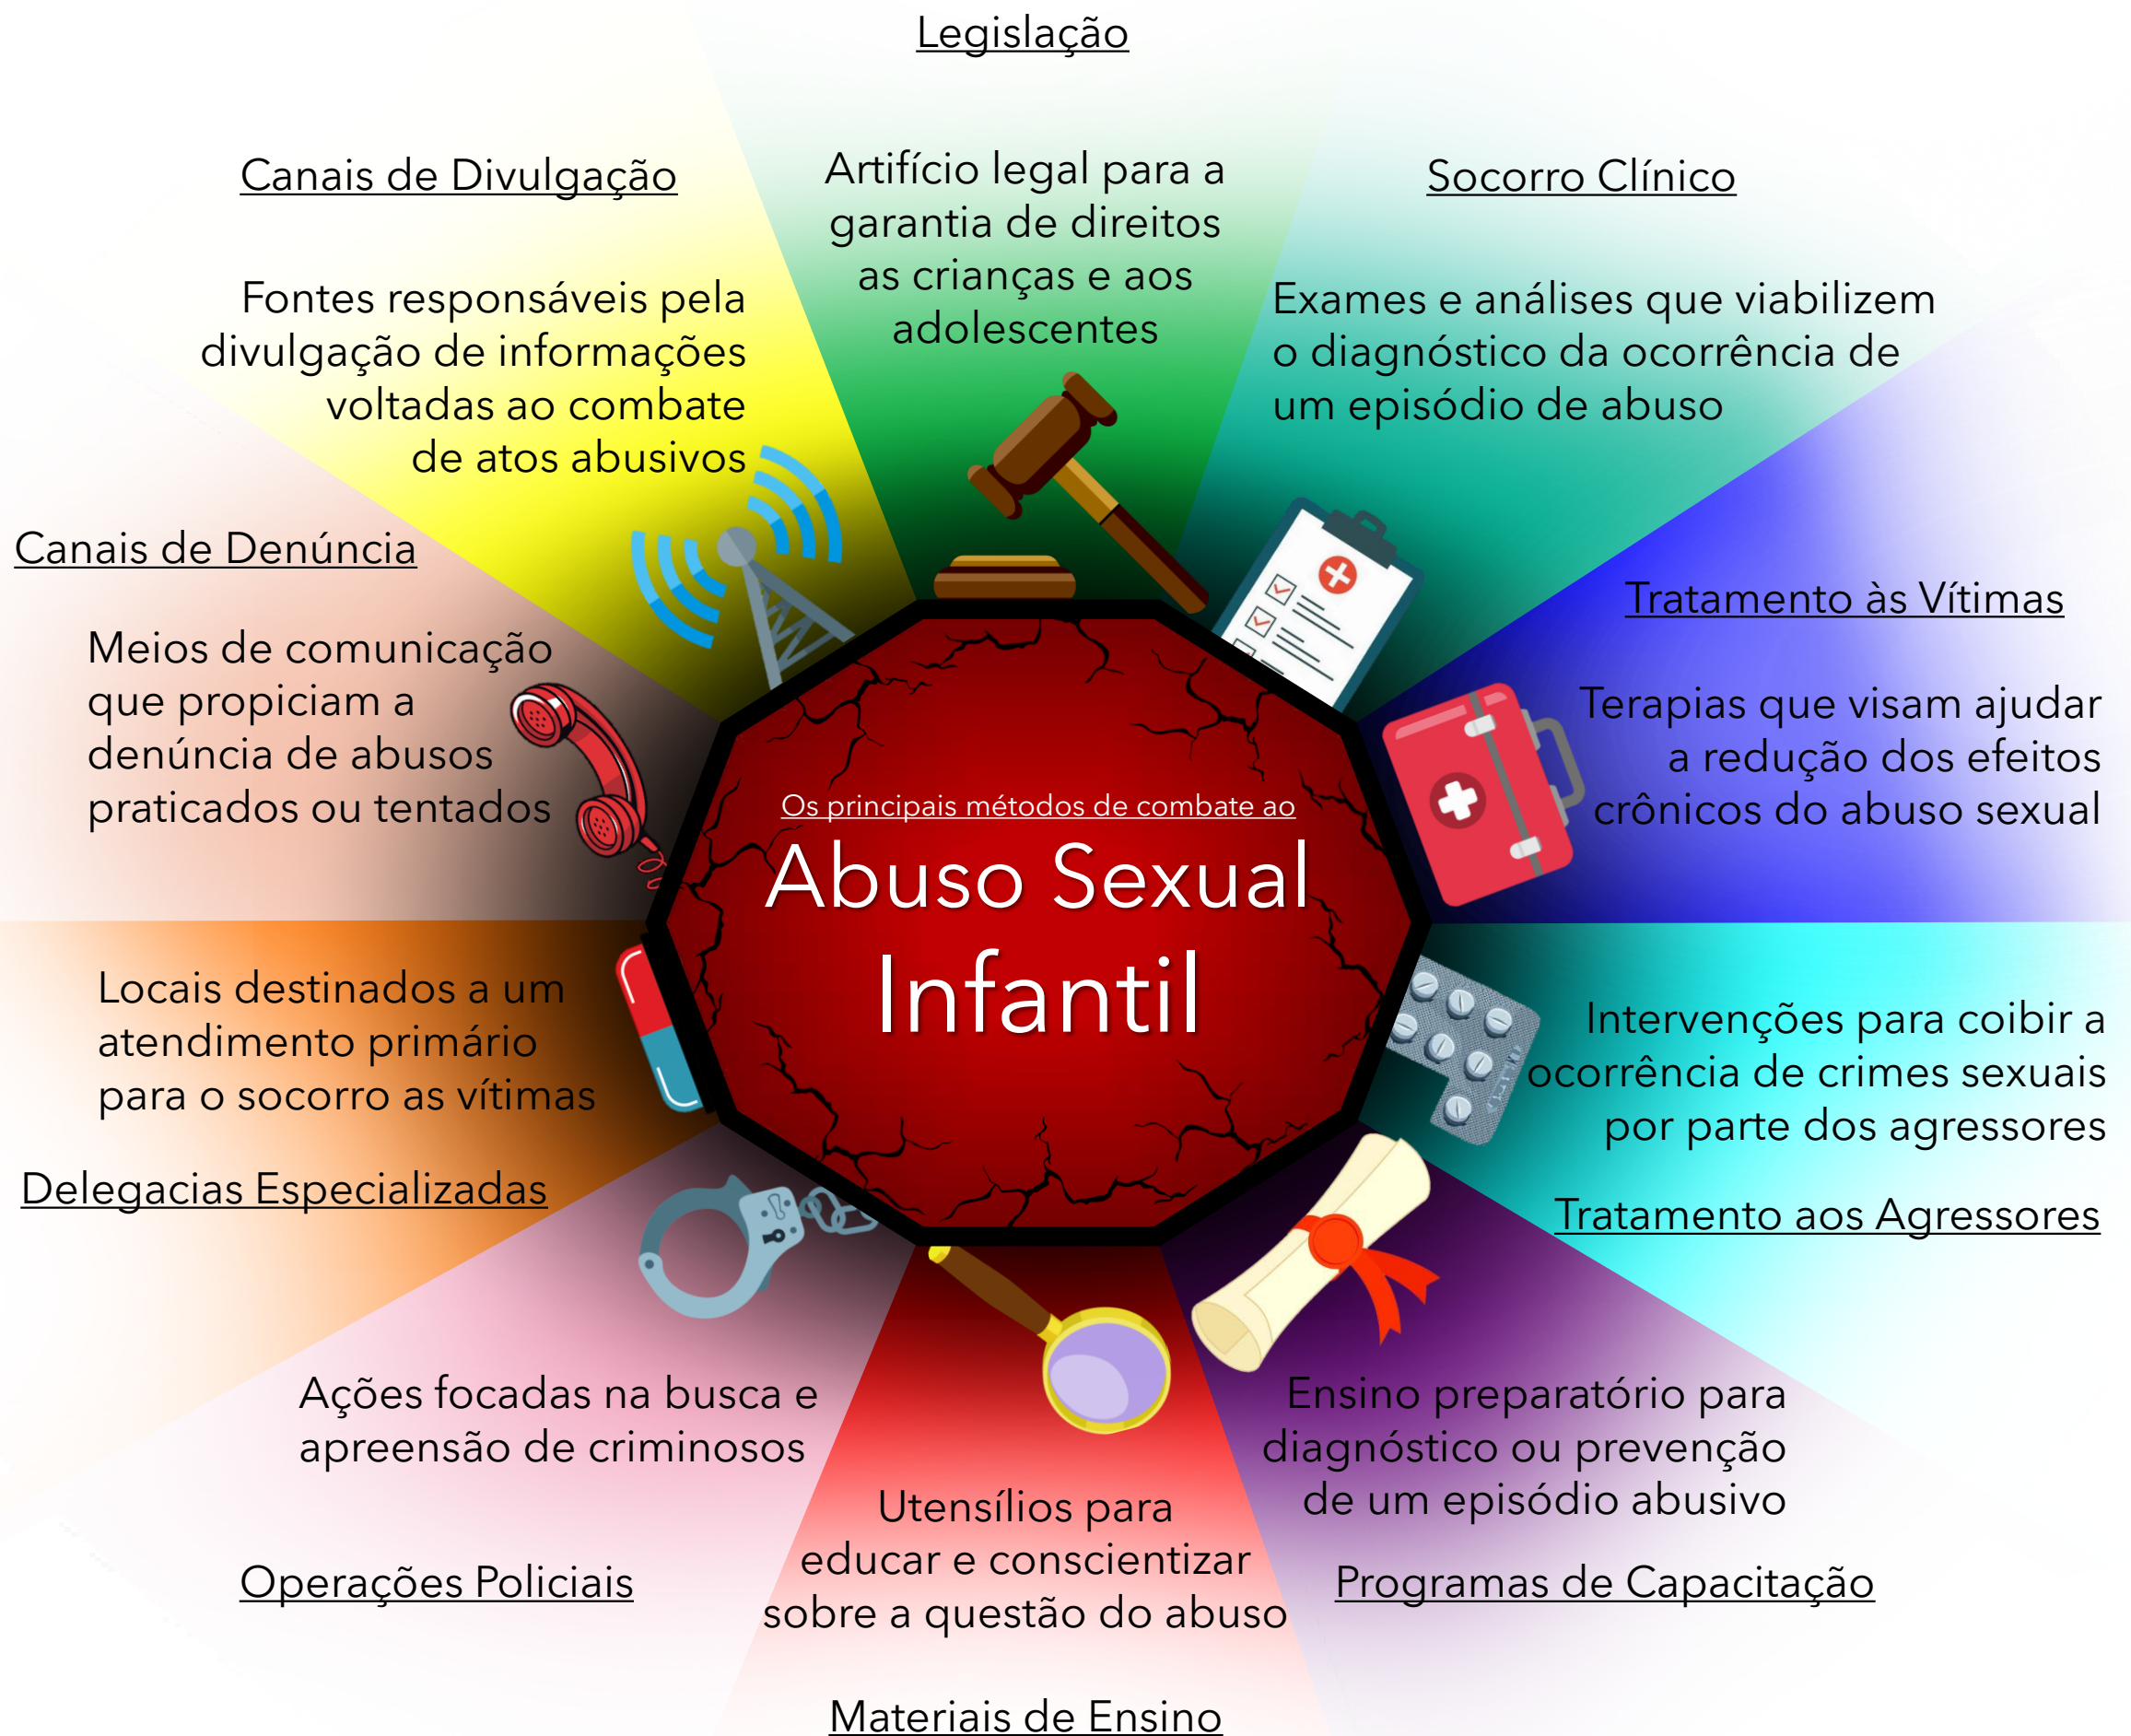 Legislação
Artifício legal para a
garantia de direitos
as crianças e aos
adolescentes
Socorro Clínico
Exames e análises que viabilizem
o diagnóstico da ocorrência de
um episódio de abuso
Tratamento às Vítimas
Terapias que visam ajudar
a redução dos efeitos
crônicos do abuso sexual
Intervenções para coibir a
ocorrência de crimes sexuais
por parte dos agressores
Tratamento aos Agressores
Ensino preparatório para
diagnóstico ou prevenção
de um episódio abusivo
Programas de Capacitação
Utensílios para
educar e conscientizar
sobre a questão do abuso
Materiais de Ensino
Ações focadas na busca e
apreensão de criminosos
Operações Policiais
Locais destinados a um
atendimento primário
para o socorro as vítimas
Delegacias Especializadas
Canais de Denúncia
Meios de comunicação
que propiciam a
denúncia de abusos
praticados ou tentados
Canais de Divulgação
Fontes responsáveis pela
divulgação de informações
voltadas ao combate
de atos abusivos
Os principais métodos de combate ao
Abuso Sexual
Infantil